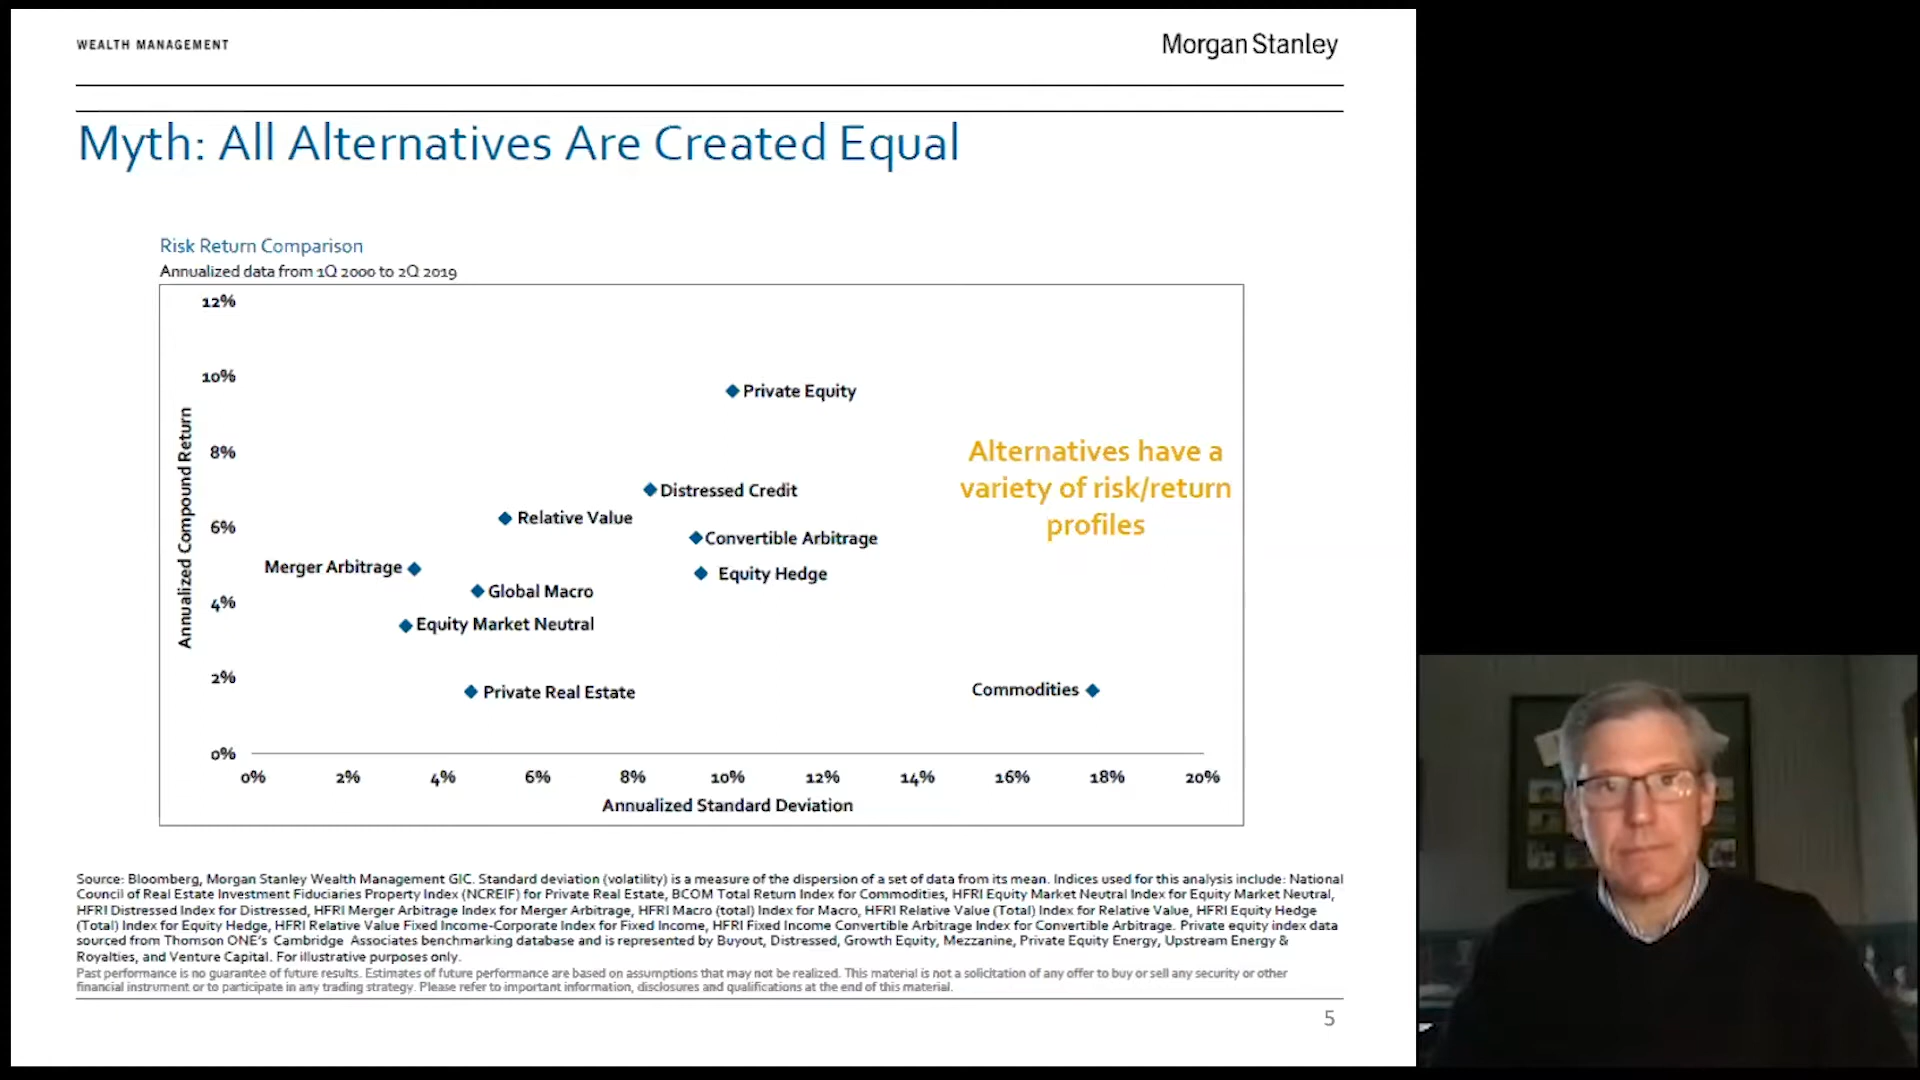 WEALTH MANAGEMENT
Morgan Stanley
Myth: All Alternatives Are Created Equal
Risk Return Comparison
Annualized data from 1Q 2000 to 2Q 2019
12%
10%
8%
6%
4%
2%
0%
Annualized Compound Return
Private Equity
Distressed Credit
Relative Value
Convertible Arbitrage
Merger Arbitrage
Equity Hedge
Global Macro
Equity Market Neutral
Private Real Estate
Commodities
Alternatives have a
variety of risk/return
profiles
0% 2% 4% 6% 8% 10% 12% 14% 16% 18% 20%
Annualized Standard Deviation
Source: Bloomberg, Morgan Stanley Wealth Management GIC. Standard deviation (volatility) is a measure of the dispersion of a set of data from its mean. Indices used for this analysis include: National
Council of Real Estate Investment Fiduciaries Property Index (NCREIF) for Private Real Estate, BCOM Total Return Index for Commodities, HFRI Equity Market Neutral Index for Equity Market Neutral,
HFRI Distressed Index for Distressed, HFRI Merger Arbitrage Index for Merger Arbitrage, HFRI Macro (total) Index for Macro, HFRI Relative Value (Total) Index for Relative Value, HFRI Equity Hedge
(Total) Index for Equity Hedge, HFRI Relative Value Fixed Income-Corporate Index for Fixed Income, HFRI Fixed Income Convertible Arbitrage Index for Convertible Arbitrage. Private equity index data
sourced from Thomson ONE's Cambridge Associates benchmarking database and is represented by Buyout, Distressed, Growth Equity, Mezzanine, Private Equity Energy, Upstream Energy &
Royalties, and Venture Capital. For illustrative purposes only.
Past performance is no guarantee of future results. Estimates of future performance are based on assumptions that may not be realized. This material is not a solicitation of any offer to buy or sell any security or other
financial instrument or to participate in any trading strategy. Please refer to important information, disclosures and qualifications at the end of this material.
5